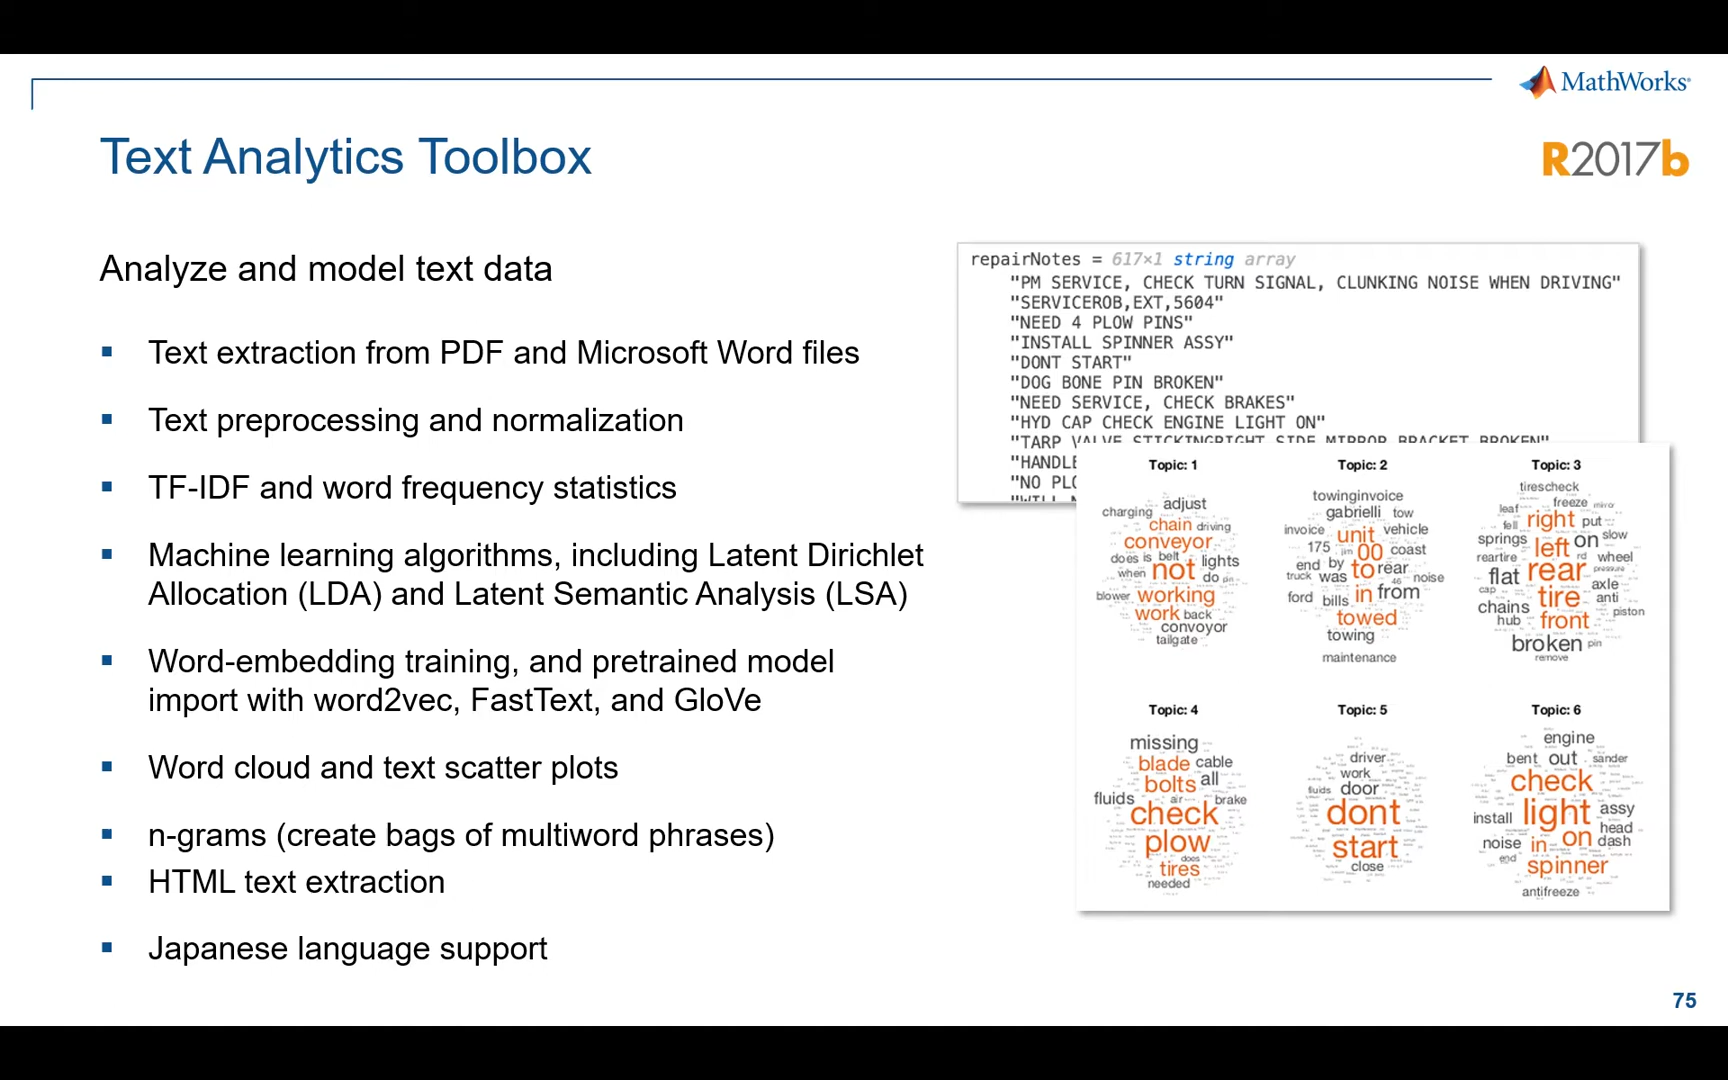 MathWorks®
Text Analytics Toolbox
R2017b
Analyze and model text data
Text extraction from PDF and Microsoft Word files
Text preprocessing and normalization
TF-IDF and word frequency statistics
Machine learning algorithms, including Latent Dirichlet
Allocation (LDA) and Latent Semantic Analysis (LSA)
Word-embedding training, and pretrained model
import with word2vec, FastText, and GloVe
Word cloud and text scatter plots
n-grams (create bags of multiword phrases)
HTML text extraction
Japanese language support
repairNotes = 617×1 string array
"PM SERVICE, CHECK TURN SIGNAL, CLUNKING NOISE WHEN DRIVING"
"SERVICEROB,EXT,5604"
"NEED 4 PLOW PINS"
"INSTALL SPINNER ASSY"
"DONT START"
"DOG BONE PIN BROKEN"
"NEED SERVICE, CHECK BRAKES"
"HYD CAP CHECK ENGINE LIGHT ON"
"TARP VALVE STICKINGRIGHT SIDE MIRROR BRACKET BROKEN"
"HANDLE
"NO PLO
Topic: 1
adjust
charging
chain driving
conveyor
does is belt
lights
when not do pin
blower working
work back
convoyor
tailgate
Topic: 2
towinginvoice
gabrielli tow
invoice unit vehicle
175 jim 00 coast
end by to rear
truck was 46 noise
ford bills in from
towed
towing
maintenance
Topic: 3
tirescheck
leaf freeze mirror
fell right put
springs left on slow
reartire rd wheel
flat rear pressure
cap tire axle
anti
chains piston
hub front
broken pin
remove
Topic: 4
missing
blade cable
bolts all
fluids air brake
check
plow
does
tires
needed
Topic: 5
driver
work
fluids door
dont
start
close
Topic: 6
engine
bent out sander
check
install light assy
head
noise in on dash
end spinner
antifreeze
75